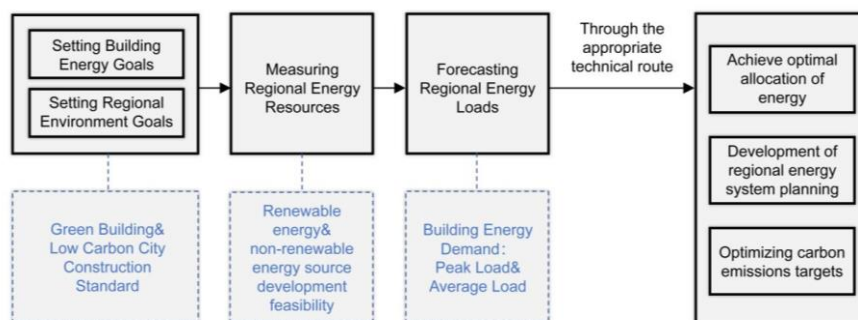 Setting Building
Energy Goals
Setting Regional
Environment Goals
Measuring
Regional Energy
Resources
Forecasting
Regional Energy
Loads
Through the
appropriate
technical route
Achieve optimal
allocation of
energy
Development of
regional energy
system planning
Optimizing carbon
emissions targets
Green Building&
Low Carbon City
Construction
Standard
Renewable
energy&
non-renewable
energy source
development
feasibility
Building Energy
Demand：
Peak Load&
Average Load